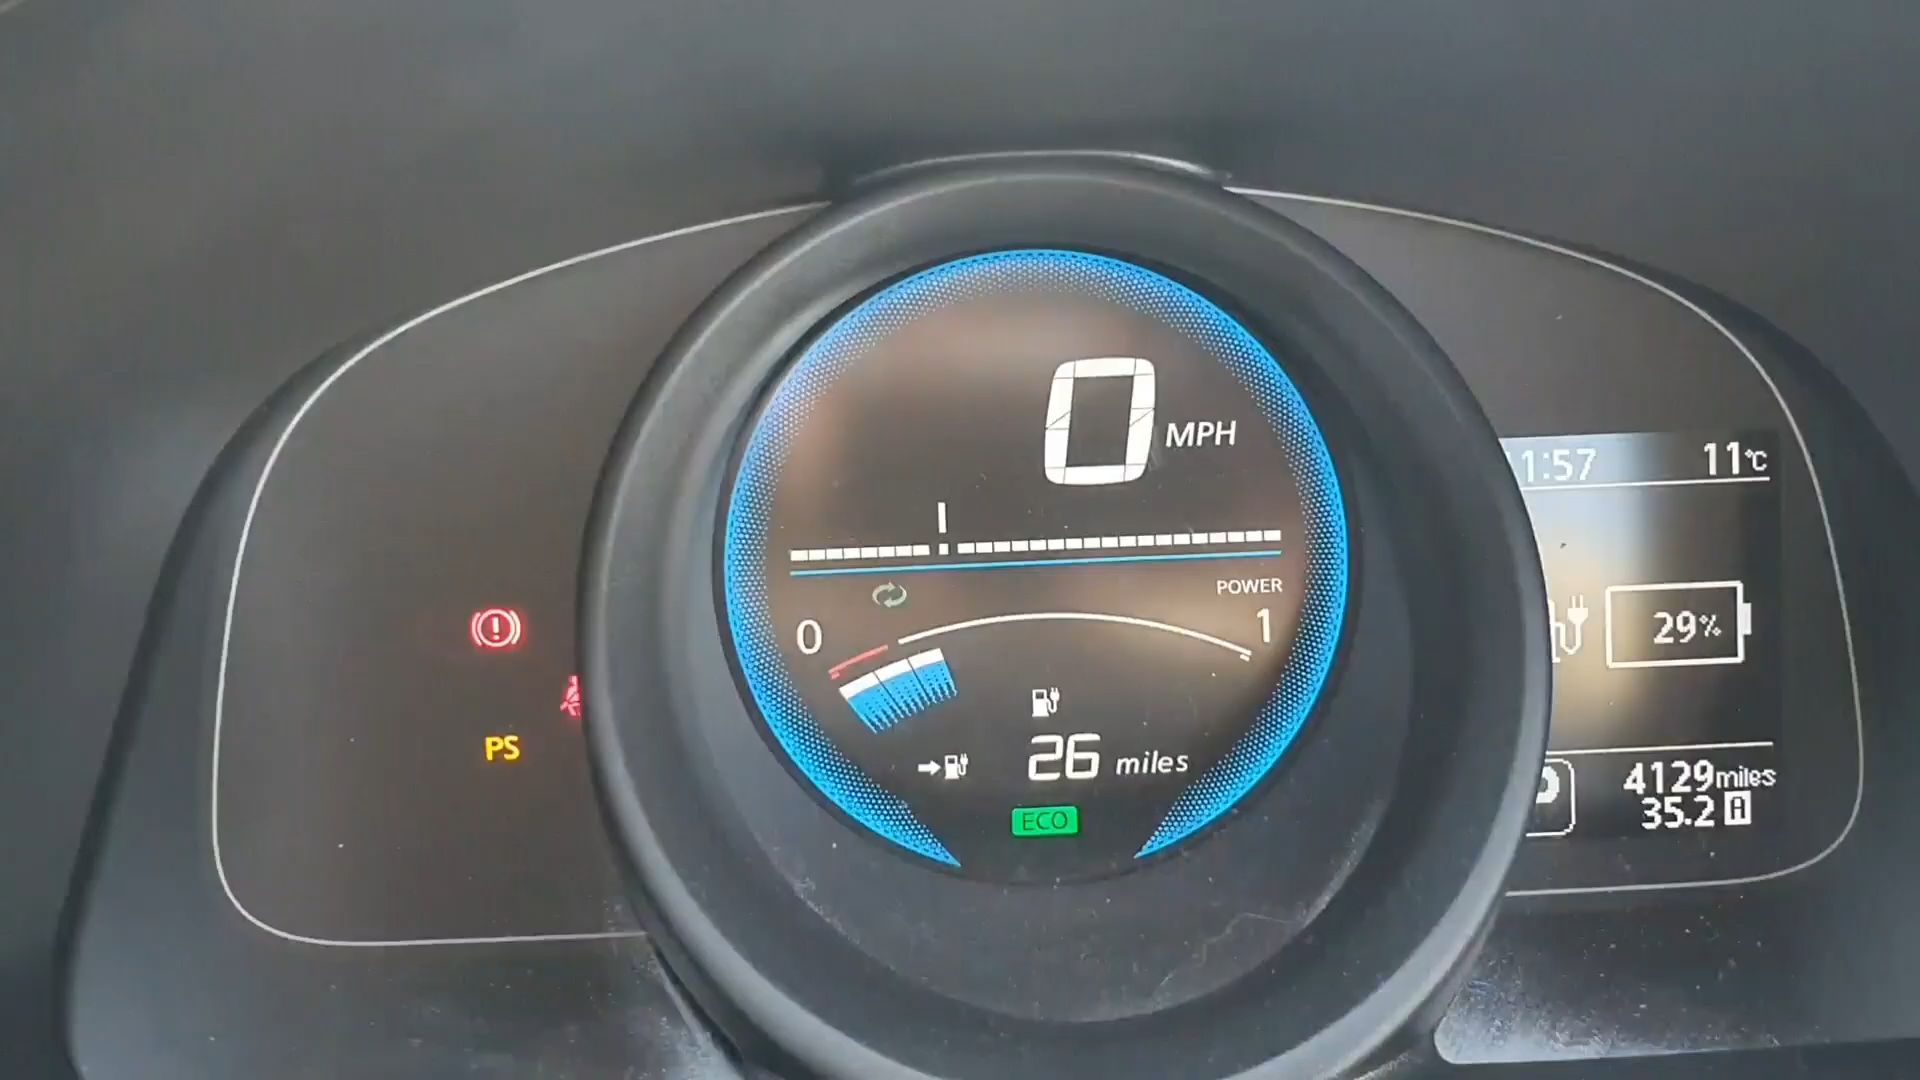 0 MPH
1:57 11°C
POWER
0 1
29%
PS
26 miles
4129miles
35.2 A
ECO